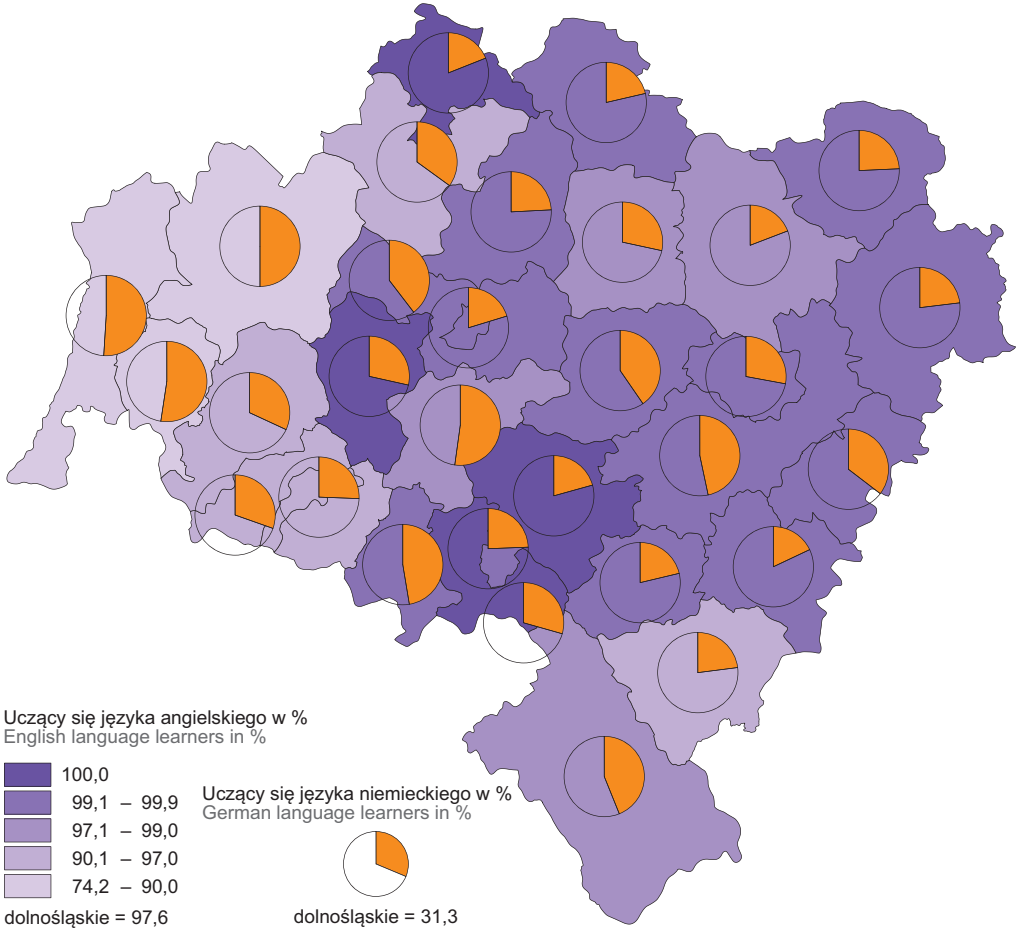 Uczący się języka angielskiego w %
English language learners in %
100,0
99,1 – 99,9
97,1 – 99,0
90,1 – 97,0
74,2 – 90,0
dolnośląskie = 97,6
Uczący się języka niemieckiego w %
German language learners in %
dolnośląskie = 31,3